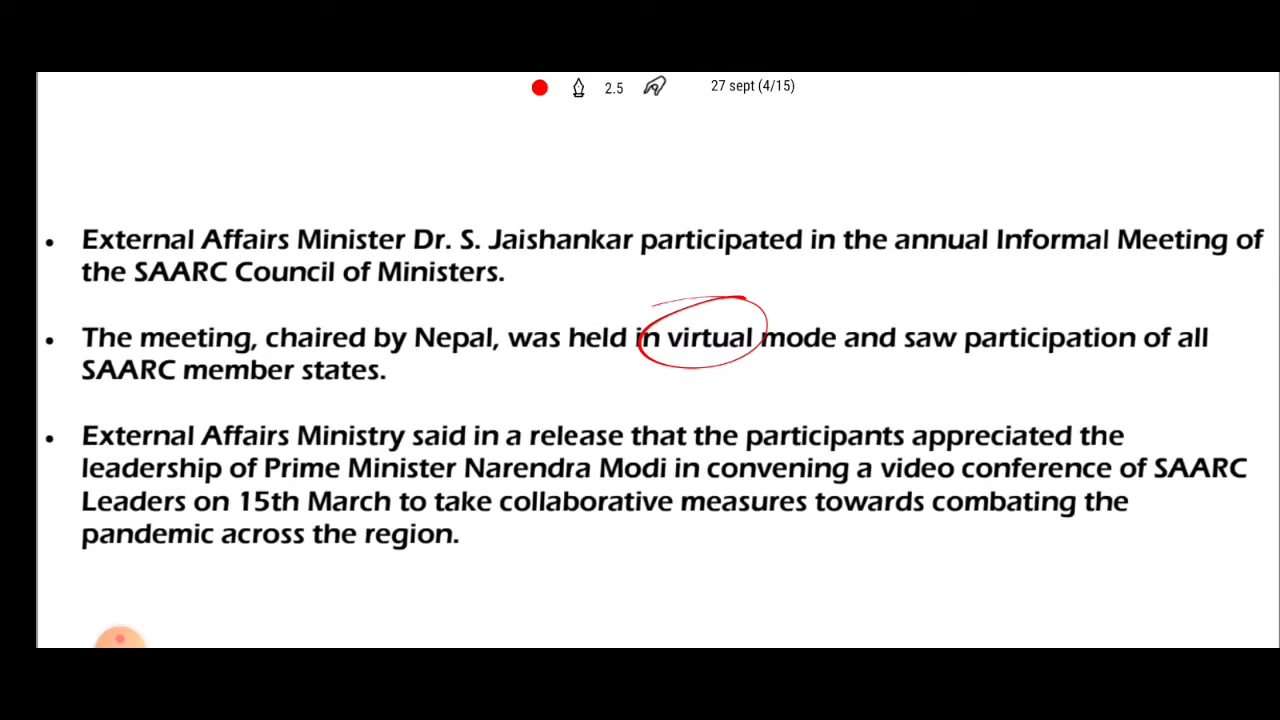 2.5 27 sept (4/15)
• External Affairs Minister Dr. S. Jaishankar participated in the annual Informal Meeting of
the SAARC Council of Ministers.
• The meeting, chaired by Nepal, was held in virtual mode and saw participation of all
SAARC member states.
• External Affairs Ministry said in a release that the participants appreciated the
leadership of Prime Minister Narendra Modi in convening a video conference of SAARC
Leaders on 15th March to take collaborative measures towards combating the
pandemic across the region.